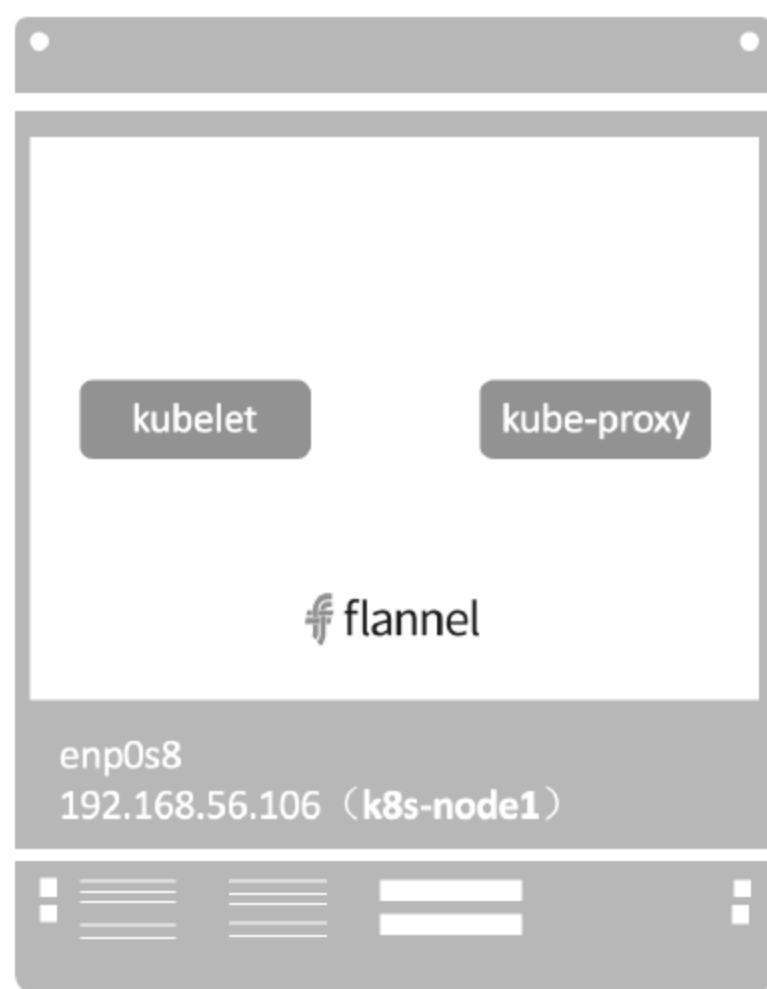 kubelet
kube-proxy
flannel
enp0s8
192.168.56.106（k8s-node1）